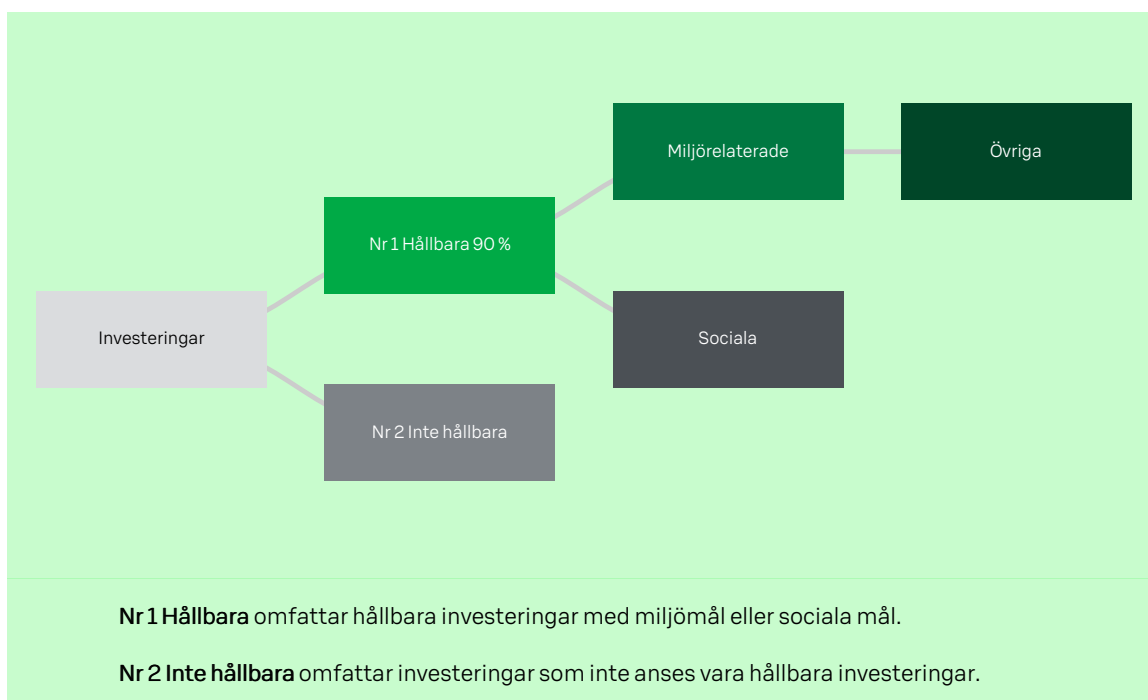 Miljörelaterade
Övriga
Nr 1 Hållbara 90 %
Investeringar
Sociala
Nr 2 Inte hållbara
Nr 1 Hållbara omfattar hållbara investeringar med miljömål eller sociala mål.
Nr 2 Inte hållbara omfattar investeringar som inte anses vara hållbara investeringar.